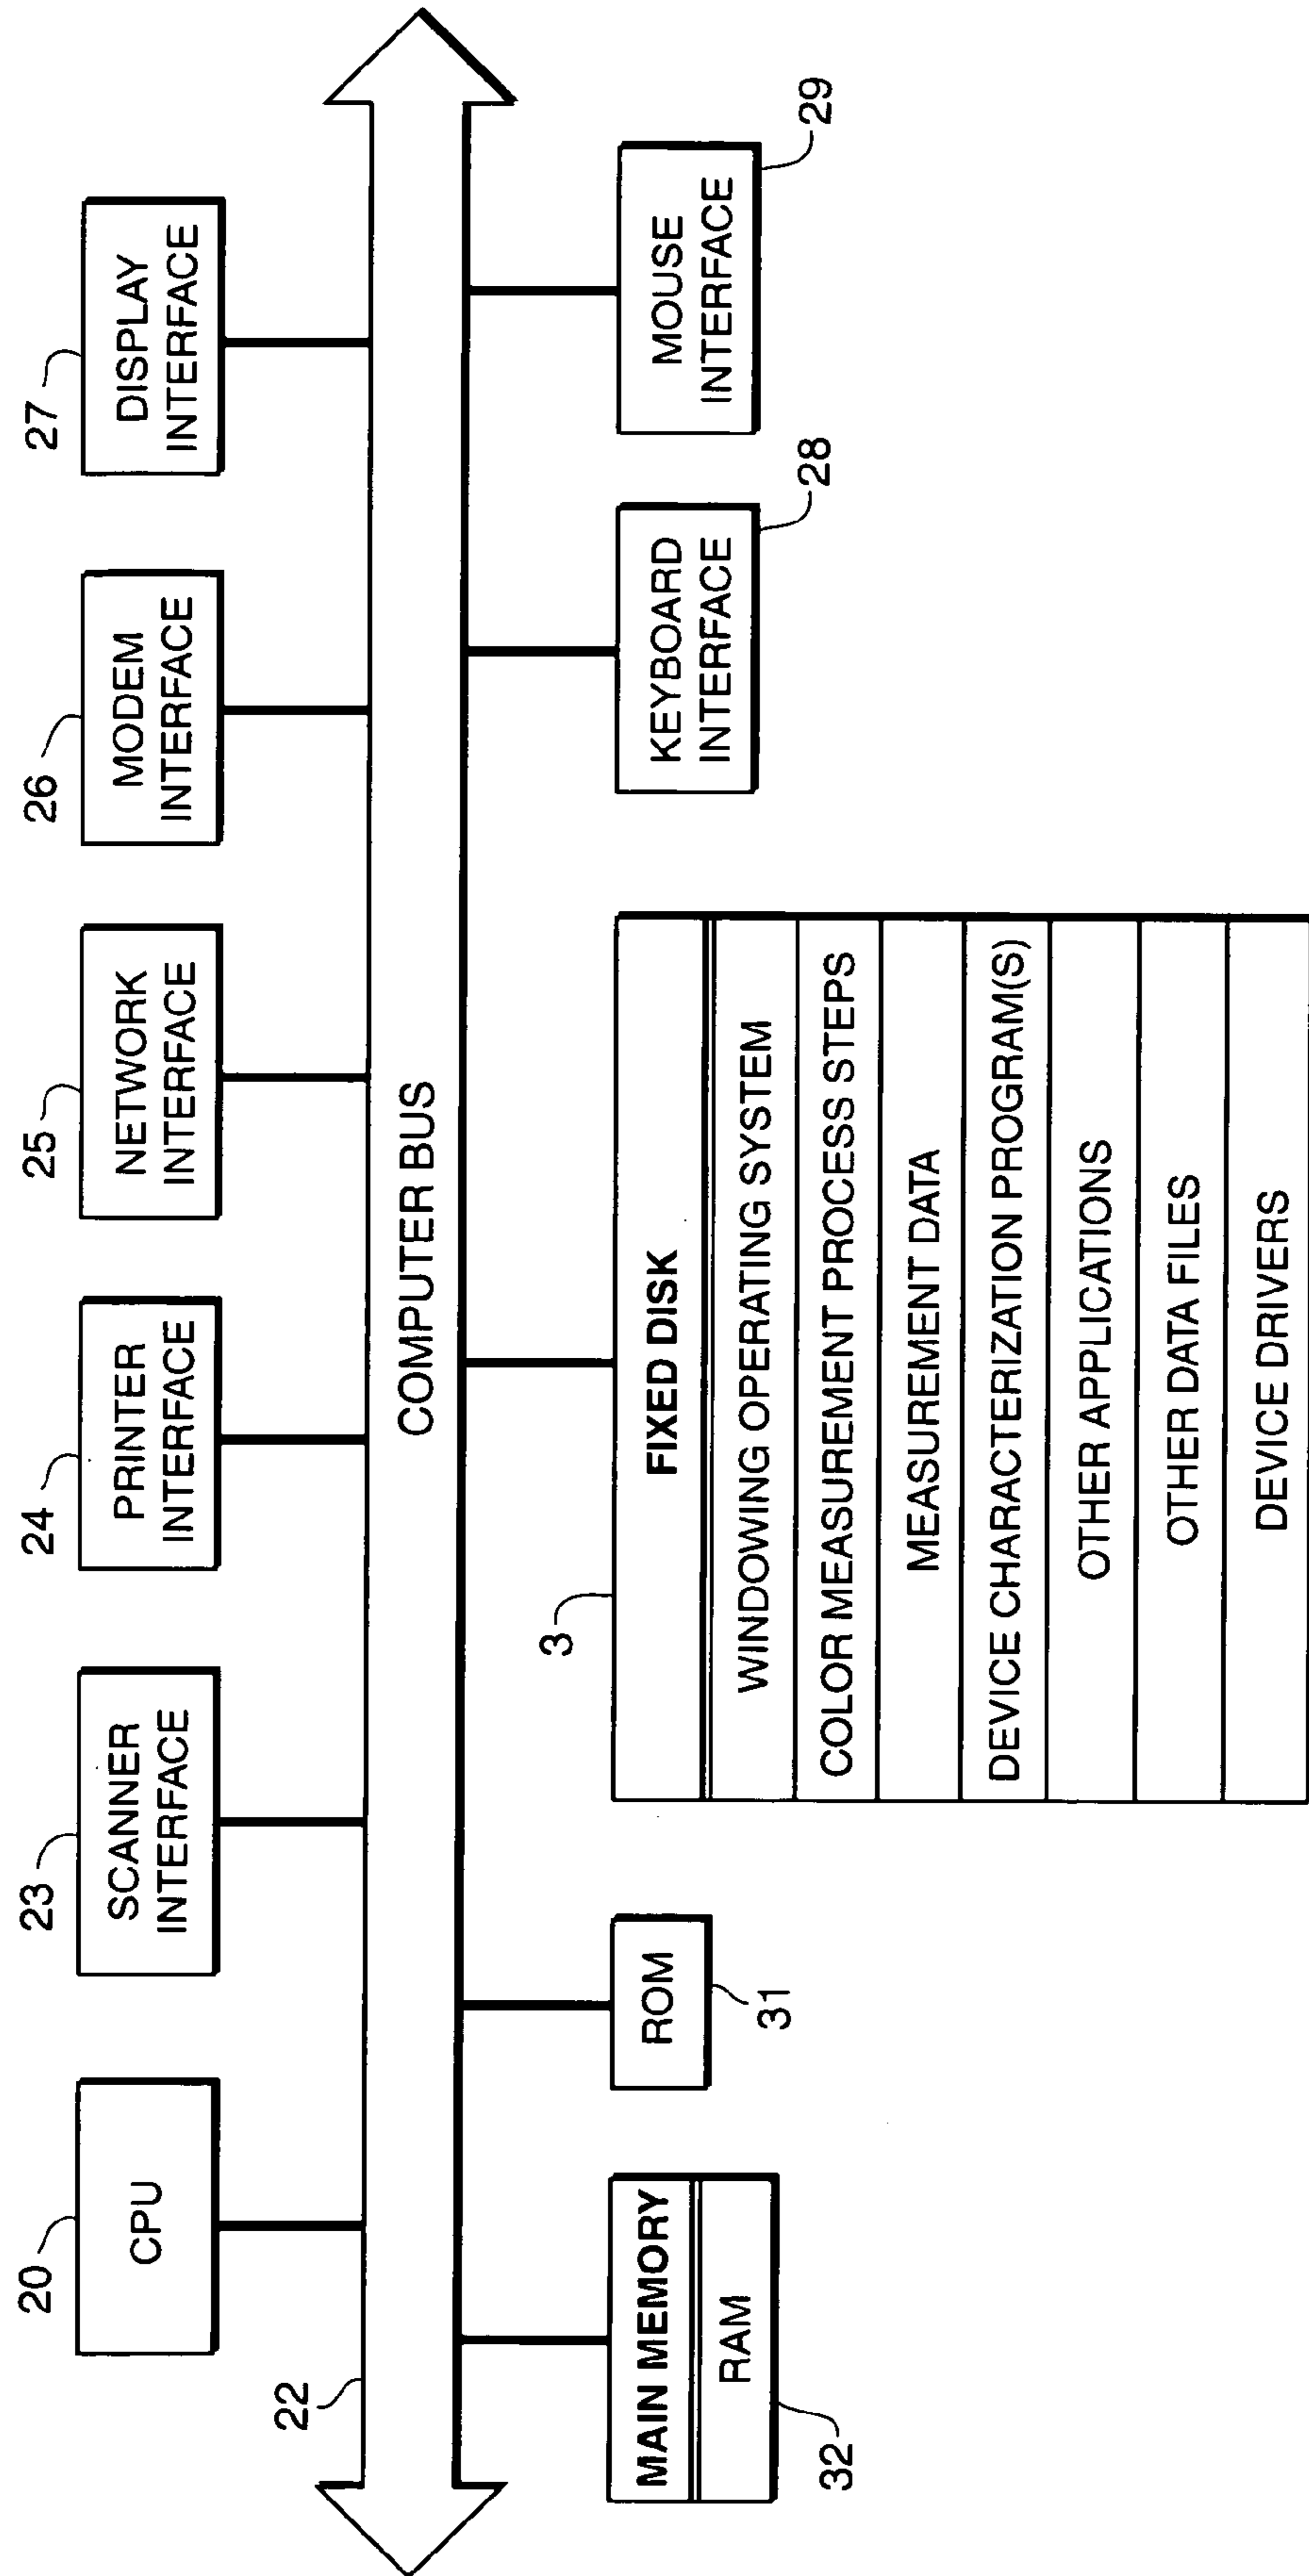 20
CPU
23
SCANNER
INTERFACE
24
PRINTER
INTERFACE
25
NETWORK
INTERFACE
26
MODEM
INTERFACE
27
DISPLAY
INTERFACE
22
COMPUTER BUS
MAIN MEMORY
RAM
32
ROM
31
3
FIXED DISK
WINDOWING OPERATING SYSTEM
COLOR MEASUREMENT PROCESS STEPS
MEASUREMENT DATA
DEVICE CHARACTERIZATION PROGRAM(S)
OTHER APPLICATIONS
OTHER DATA FILES
DEVICE DRIVERS
KEYBOARD
INTERFACE
28
MOUSE
INTERFACE
29